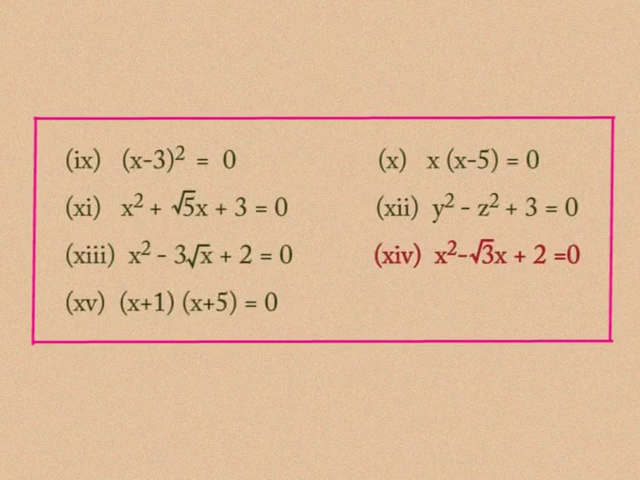 (ix) (x-3)² = 0 (x) x (x-5) = 0
(xi) x² + √5x + 3 = 0 (xii) y² - z² + 3 = 0
(xiii) x² - 3√x + 2 = 0 (xiv) x²-√3x + 2 =0
(xv) (x+1) (x+5) = 0